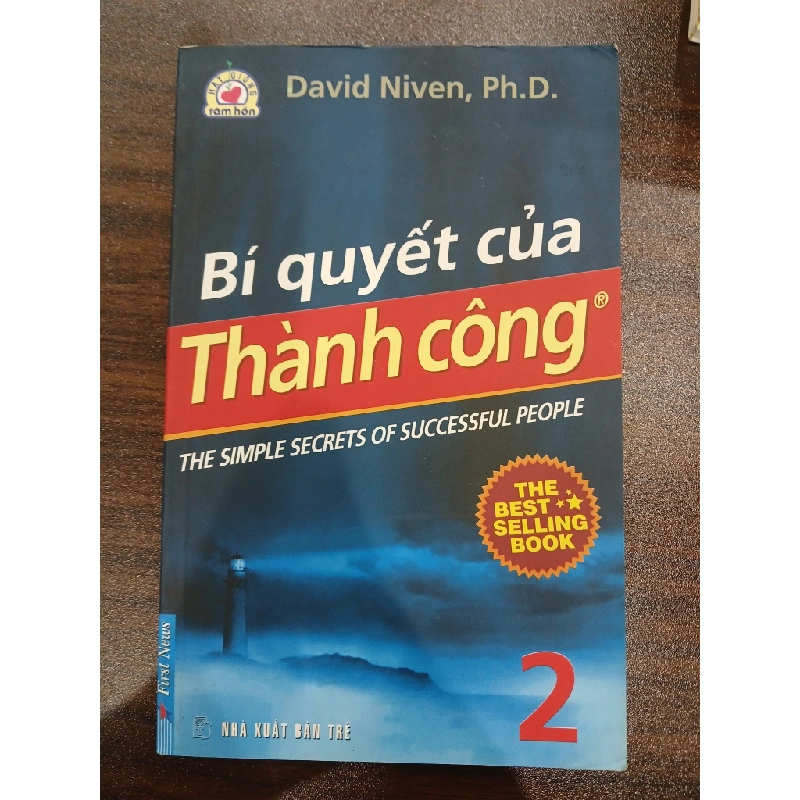 HẠT GIỐNG
tâm hồn
David Niven, Ph.D.
Bí quyết của
Thành công®
THE SIMPLE SECRETS OF SUCCESSFUL PEOPLE
THE
BEST
SELLING
BOOK
First News
NHÀ XUẤT BẢN TRẺ
2